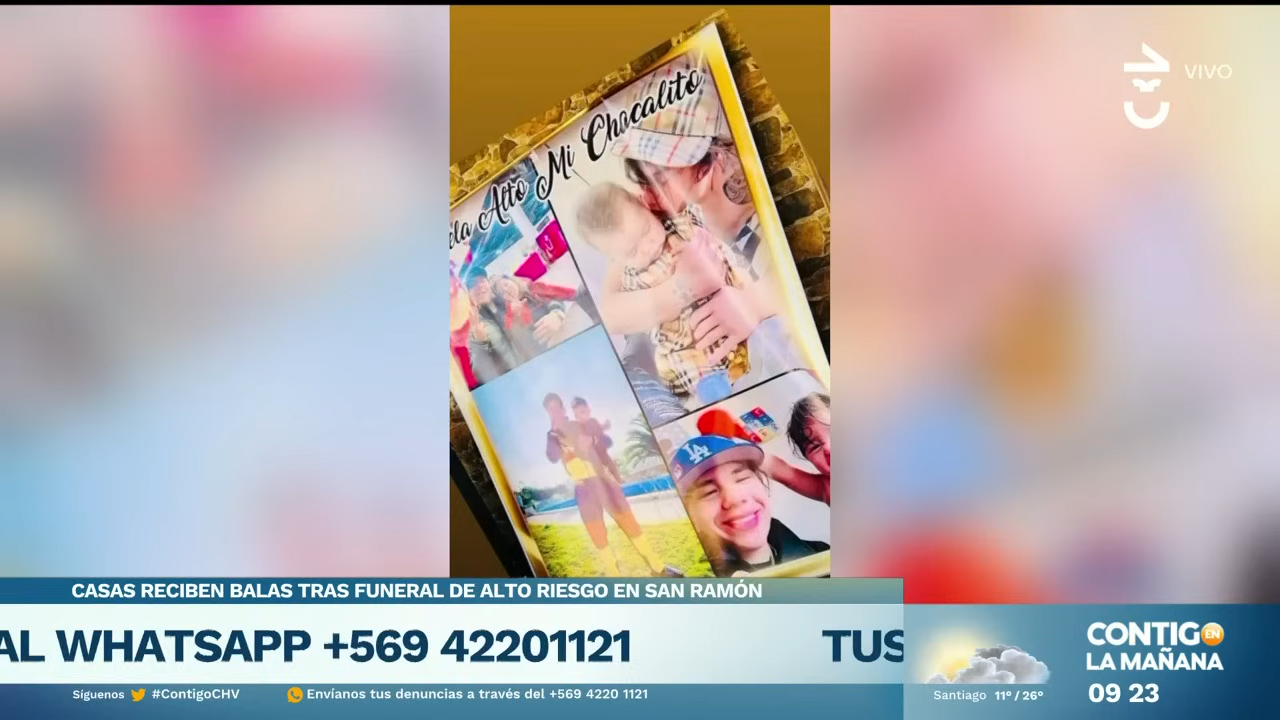 CHV VIVO
ela Alto Mi Chocalito
LA
CASAS RECIBEN BALAS TRAS FUNERAL DE ALTO RIESGO EN SAN RAMÓN
AL WHATSAPP +569 42201121 TUS
Síguenos #ContigoCHV Envíanos tus denuncias a través del +569 4220 1121
Santiago 11° / 26°
CONTIGO EN
LA MAÑANA
09 23